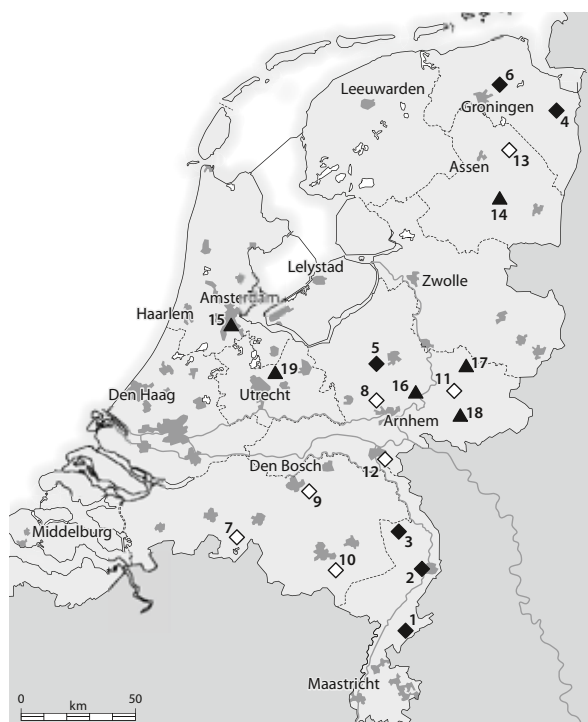 6
Leeuwarden
Groningen
4
Assen
13
14
Lelystad
Zwolle
Amsterdam
Haarlem
15
5
17
19
Den Haag
Utrecht
8
16
11
Arnhem
18
Den Bosch
12
9
Middelburg
7
3
10
2
1
Maastricht
0 km 50